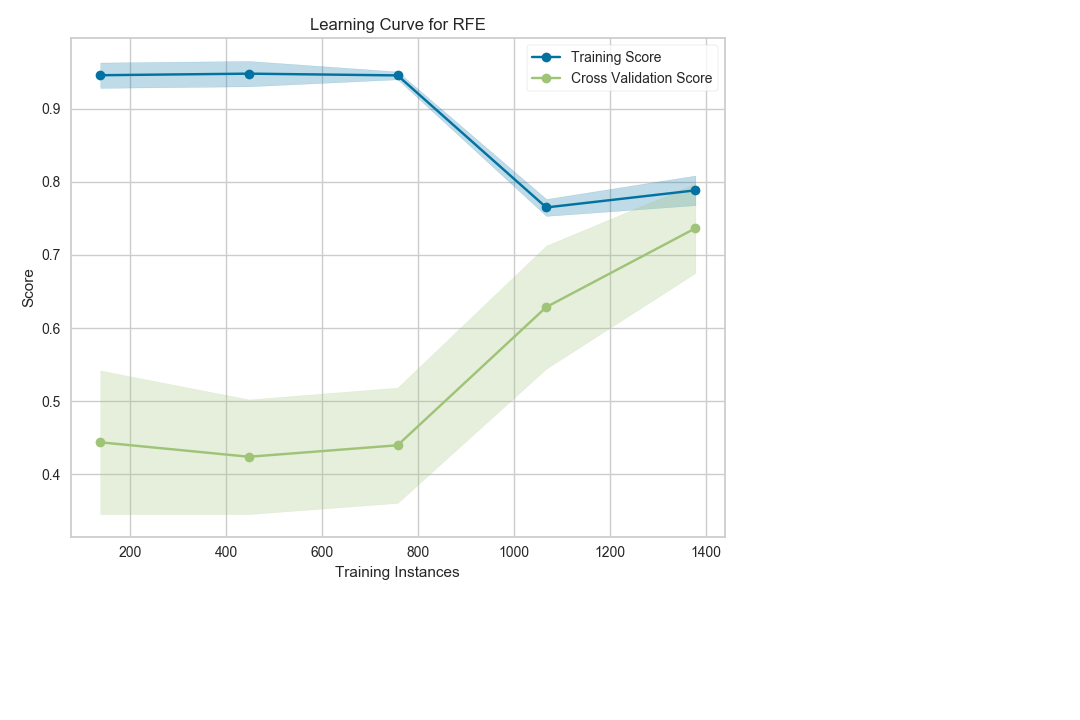 Learning Curve for RFE
Training Score
Cross Validation Score
0.9
0.8
0.7
0.6
0.5
0.4
Score
200 400 600 800 1000 1200 1400
Training Instances